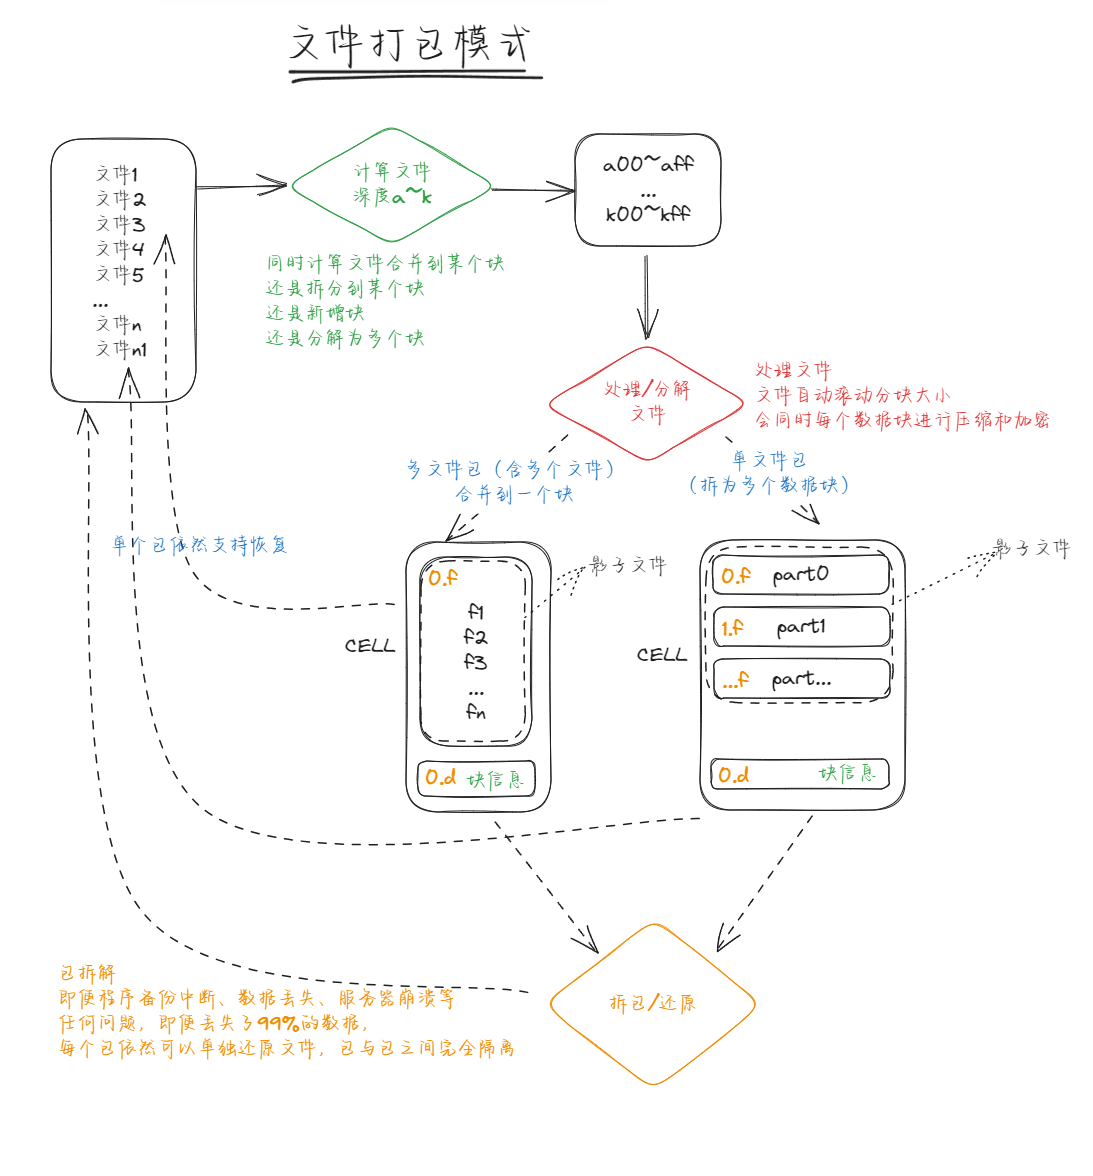 文件打包模式
文件1
文件2
文件3
文件4
文件5
...
文件n
文件n1
计算文件
深度a~k
同时计算文件合并到某个块
还是拆分到某个块
还是新增块
还是分解为多个块
a00~aff
...
k00~kff
处理/分解
文件
处理文件
文件自动滚动分块大小
会同时每个数据块进行压缩和加密
多文件包（含多个文件）
合并到一个块
单文件包
（拆为多个数据块）
单个包依然支持恢复
影子文件
CELL
0.f
f1
f2
f3
...
fn
0.d 块信息
影子文件
CELL
0.f part0
1.f part1
...f part...
0.d 块信息
拆包/还原
包拆解
即便程序备份中断、数据丢失、服务器崩溃等
任何问题，即便丢失了99%的数据，
每个包依然可以单独还原文件，包与包之间完全隔离